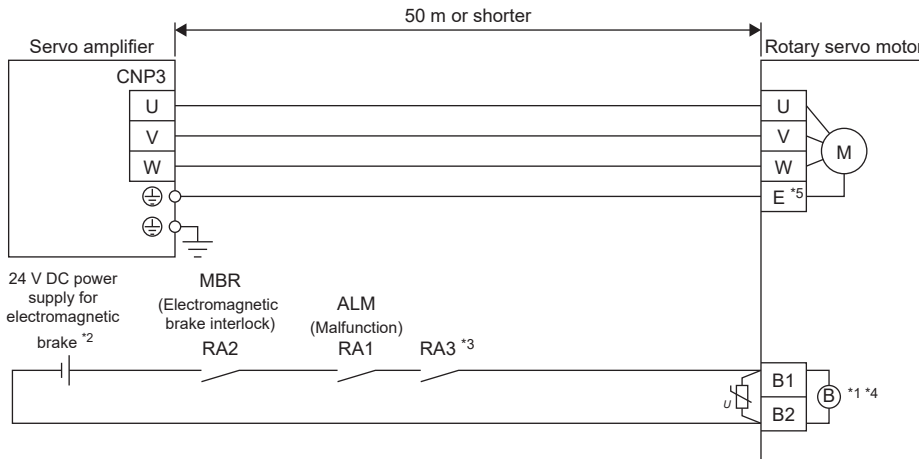 50 m or shorter
Servo amplifier
Rotary servo motor
CNP3
U
U
V
V
M
W
W
E *5
24 V DC power
supply for
electromagnetic
brake *2
MBR
(Electromagnetic
brake interlock)
RA2
ALM
(Malfunction)
RA1
RA3 *3
U
B1
B2
B
*1 *4